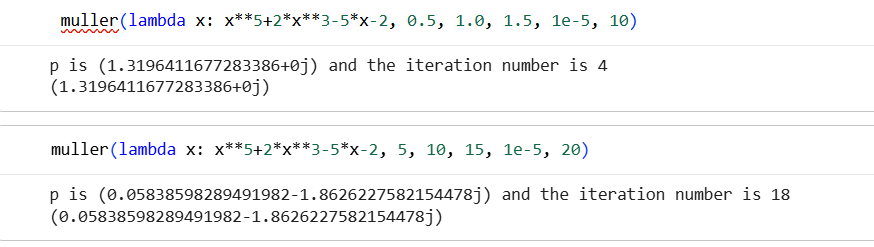 muller(lambda x: x**5+2*x**3-5*x-2, 0.5, 1.0, 1.5, 1e-5, 10)
p is (1.3196411677283386+0j) and the iteration number is 4
(1.3196411677283386+0j)
muller(lambda x: x**5+2*x**3-5*x-2, 5, 10, 15, 1e-5, 20)
p is (0.05838598289491982-1.8626227582154478j) and the iteration number is 18
(0.05838598289491982-1.8626227582154478j)